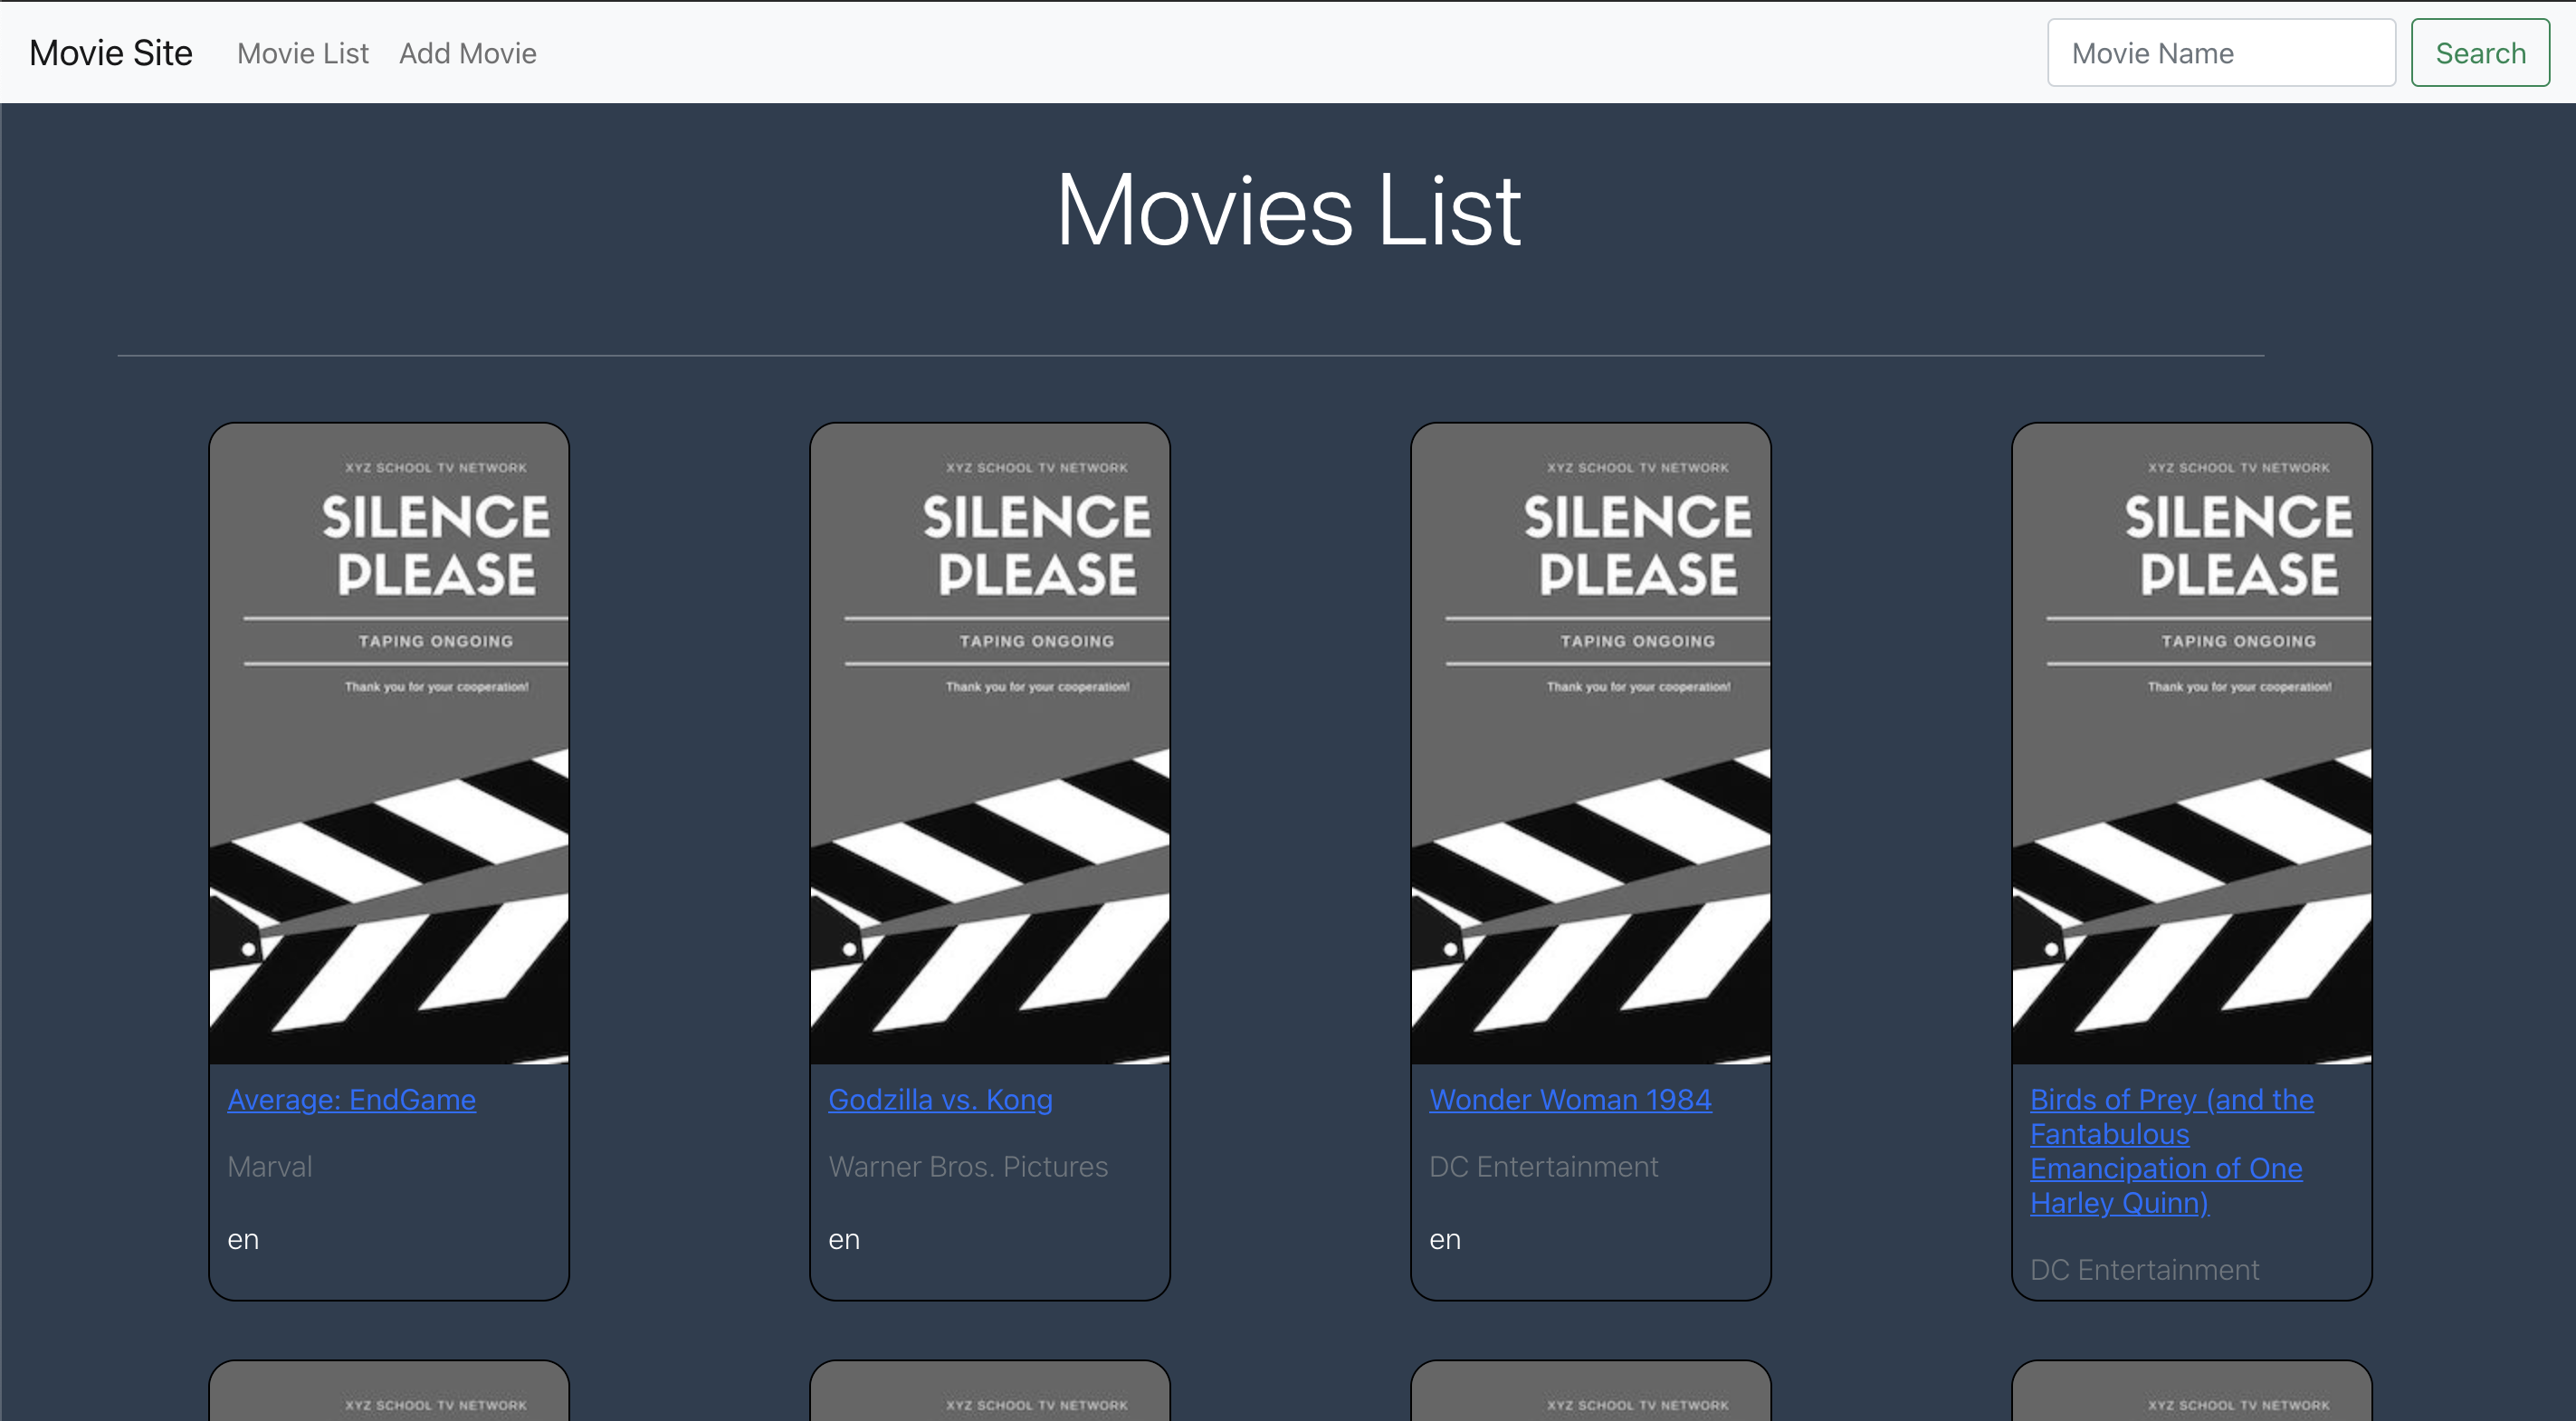 Movie Site
Movie List
Add Movie
Movie Name
Search
Movies List
XYZ SCHOOL TV NETWORK
SILENCE
PLEASE
TAPING ONGOING
Thank you for your cooperation!
Average: EndGame
Marval
en
XYZ SCHOOL TV NETWORK
SILENCE
PLEASE
TAPING ONGOING
Thank you for your cooperation!
Godzilla vs. Kong
Warner Bros. Pictures
en
XYZ SCHOOL TV NETWORK
SILENCE
PLEASE
TAPING ONGOING
Thank you for your cooperation!
Wonder Woman 1984
DC Entertainment
en
XYZ SCHOOL TV NETWORK
SILENCE
PLEASE
TAPING ONGOING
Thank you for your cooperation!
Birds of Prey (and the
Fantabulous
Emancipation of One
Harley Quinn)
DC Entertainment
XYZ SCHOOL TV NETWORK
XYZ SCHOOL TV NETWORK
XYZ SCHOOL TV NETWORK
XYZ SCHOOL TV NETWORK